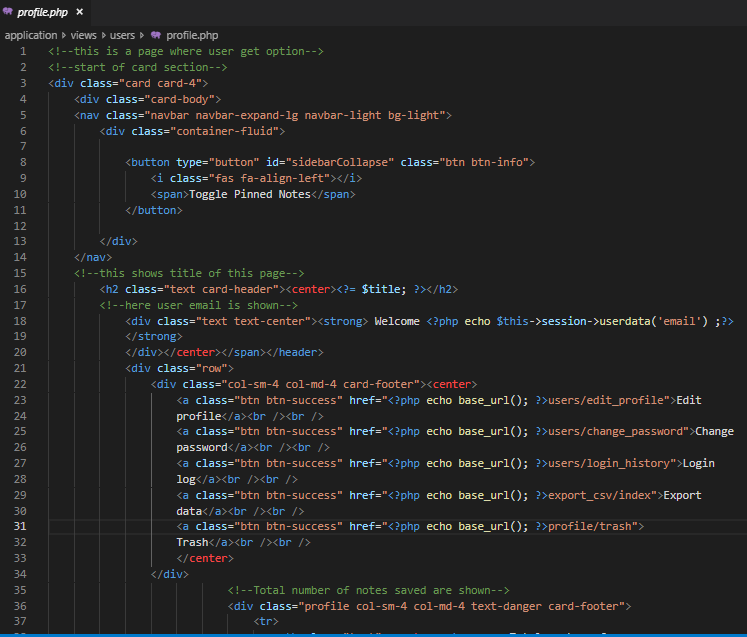 profile.php ×
application > views > users > profile.php
1 <!--this is a page where user get option-->
2 <!--start of card section-->
3 <div class="card card-4">
4 <div class="card-body">
5 <nav class="navbar navbar-expand-lg navbar-light bg-light">
6 <div class="container-fluid">
7
8 <button type="button" id="sidebarCollapse" class="btn btn-info">
9 <i class="fas fa-align-left"></i>
10 <span>Toggle Pinned Notes</span>
11 </button>
12
13 </div>
14 </nav>
15 <!--this shows title of this page-->
16 <h2 class="text card-header"><center><?= $title; ?></h2>
17 <!--here user email is shown-->
18 <div class="text text-center"><strong> Welcome <?php echo $this->session->userdata('email') ;?>
19 </strong>
20 </div></center></span></header>
21 <div class="row">
22 <div class="col-sm-4 col-md-4 card-footer"><center>
23 <a class="btn btn-success" href="<?php echo base_url(); ?>users/edit_profile">Edit
24 profile</a><br /><br />
25 <a class="btn btn-success" href="<?php echo base_url(); ?>users/change_password">Change
26 password</a><br /><br />
27 <a class="btn btn-success" href="<?php echo base_url(); ?>users/login_history">Login
28 log</a><br /><br />
29 <a class="btn btn-success" href="<?php echo base_url(); ?>export_csv/index">Export
30 data</a><br /><br />
31 <a class="btn btn-success" href="<?php echo base_url(); ?>profile/trash">
32 Trash</a><br /><br />
33 </center>
34 </div>
35 <!--Total number of notes saved are shown-->
36 <div class="profile col-sm-4 col-md-4 text-danger card-footer">
37 <tr>